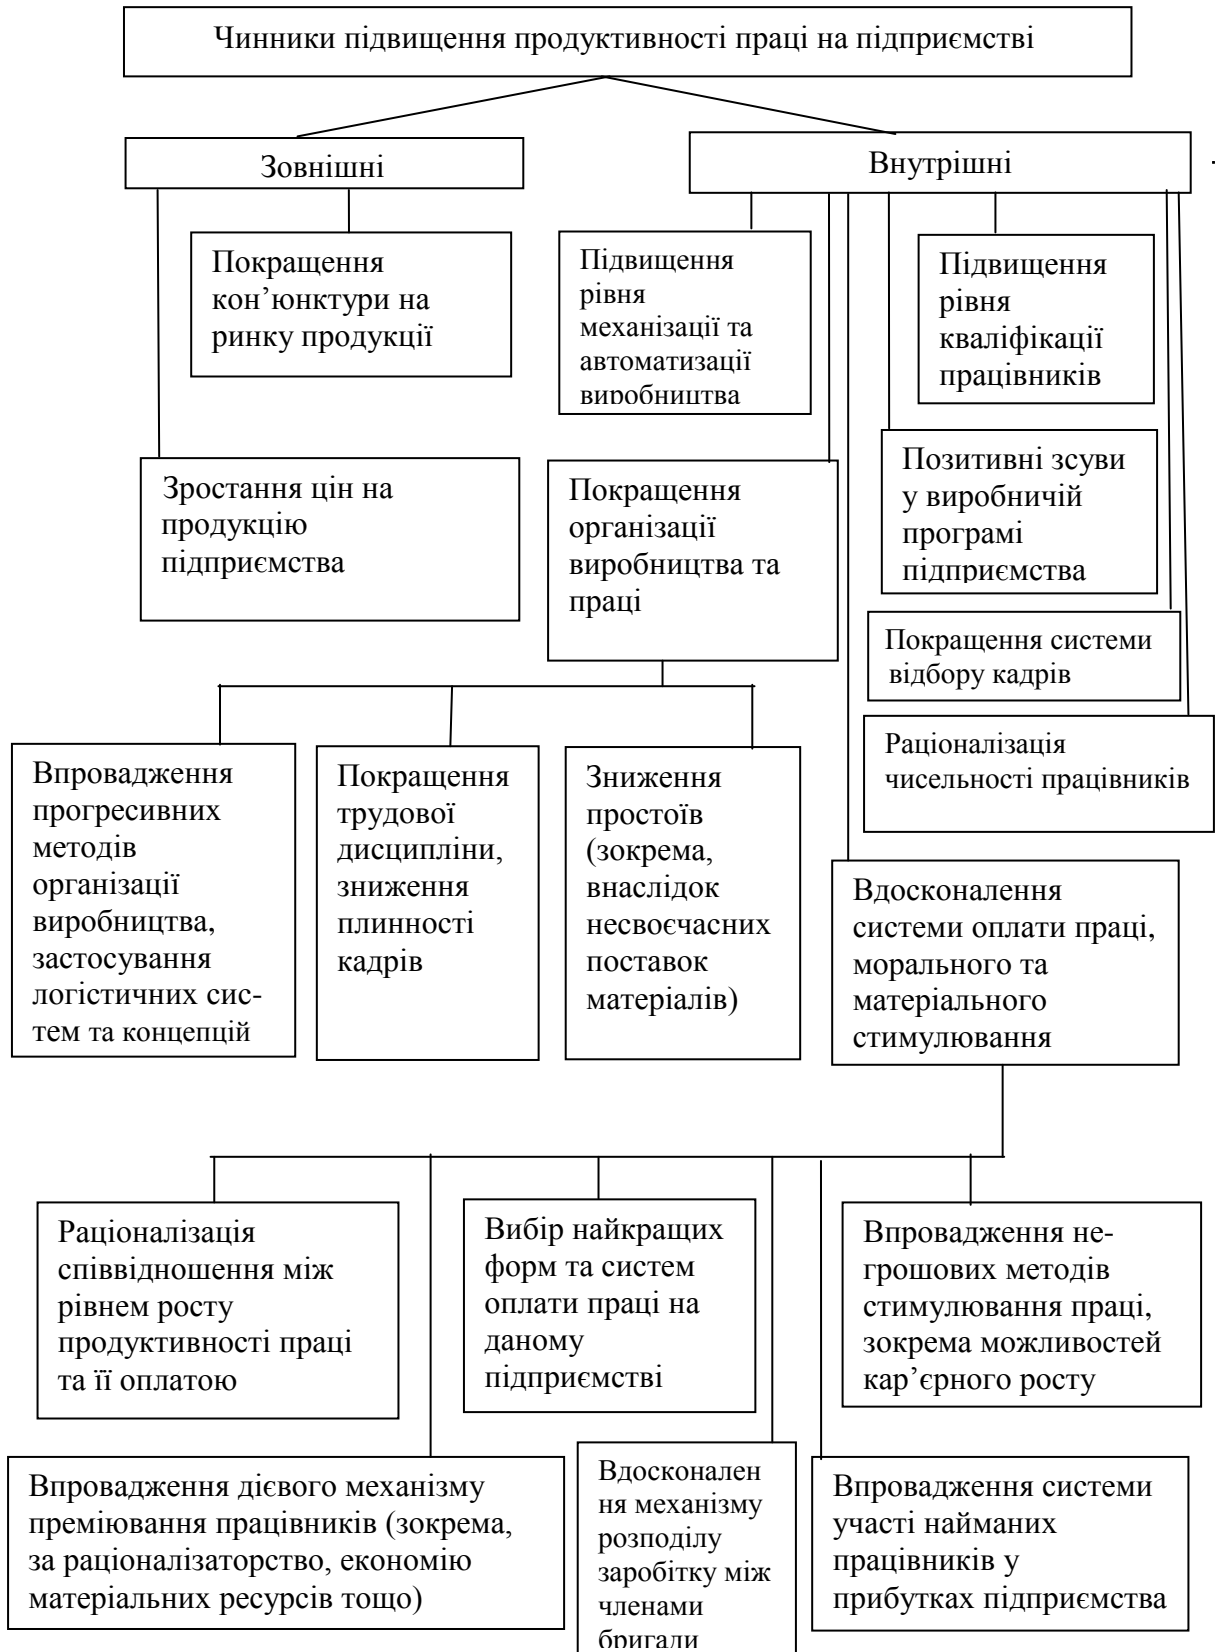 Чинники підвищення продуктивності праці на підприємстві
Зовнішні
Внутрішні
Покращення
кон’юнктури на
ринку продукції
Підвищення
рівня
механізації та
автоматизації
виробництва
Підвищення
рівня
кваліфікації
працівників
Зростання цін на
продукцію
підприємства
Покращення
організації
виробництва та
праці
Позитивні зсуви
у виробничій
програмі
підприємства
Покращення системи
відбору кадрів
Раціоналізація
чисельності працівників
Впровадження
прогресивних
методів
організації
виробництва,
застосування
логістичних сис-
тем та концепцій
Покращення
трудової
дисципліни,
зниження
плинності
кадрів
Зниження
простоїв
(зокрема,
внаслідок
несвоєчасних
поставок
матеріалів)
Вдосконалення
системи оплати праці,
морального та
матеріального
стимулювання
Раціоналізація
співвідношення між
рівнем росту
продуктивності праці
та її оплатою
Вибір найкращих
форм та систем
оплати праці на
даному
підприємстві
Впровадження не-
грошових методів
стимулювання праці,
зокрема можливостей
кар’єрного росту
Впровадження дієвого механізму
преміювання працівників (зокрема,
за раціоналізаторство, економію
матеріальних ресурсів тощо)
Вдосконален
ня механізму
розподілу
заробітку між
членами
бригади
Впровадження системи
участі найманих
працівників у
прибутках підприємства